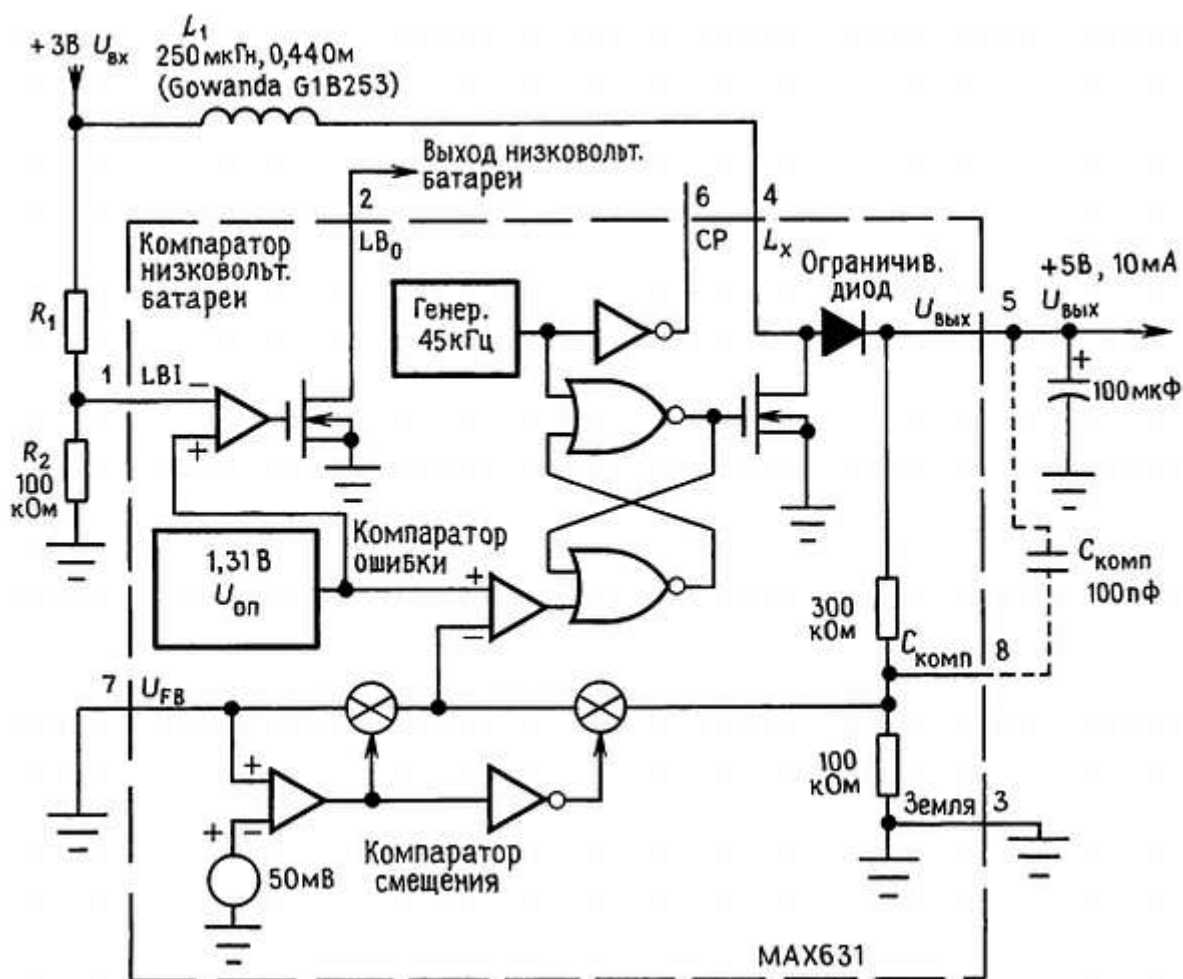 +3В U вх
L1
250 мкГн, 0,440м
(Gowanda G1B253)
Выход низковольт.
батареи
2
6
4
Компаратор
низковольт.
батареи
LB0
CP
Lx
Ограничив.
диод
+5В, 10мА
5
Uвых
Uвых
Генер.
45кГц
R1
1
LBI
−
+
+
100мкФ
R2
100
кОм
Компаратор
ошибки
1,31В
Uоп
+
−
Cкомп
100пФ
300
кОм
Cкомп
8
7
UFB
+
−
+
100
кОм
Земля
3
50мВ
Компаратор
смещения
MAX631